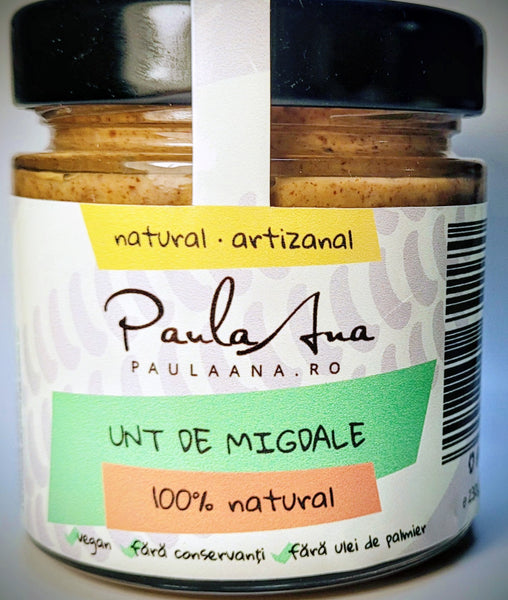 natural · artizanal
Paula Ana
PAULAANA.RO
UNT DE MIGDALE
100% natural
vegan fără conservanți fără ulei de palmier